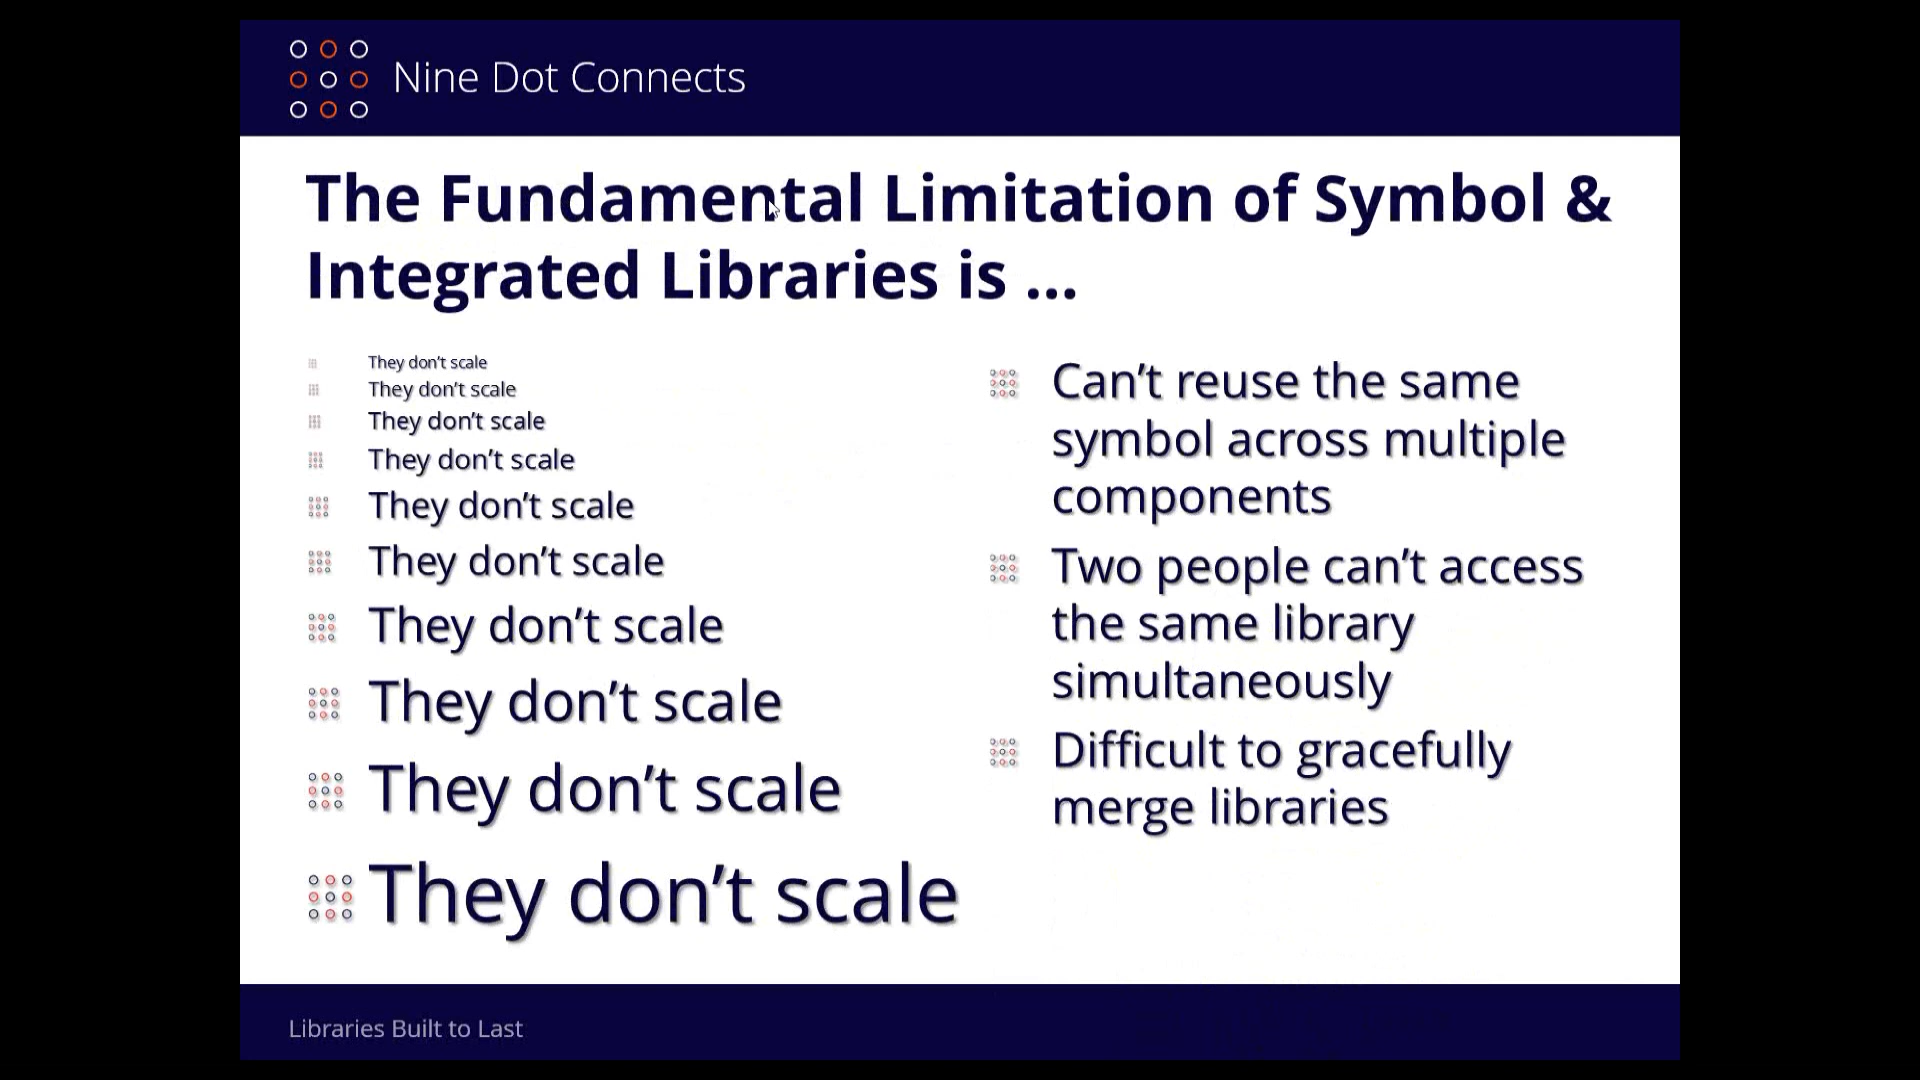 Nine Dot Connects
The Fundamental Limitation of Symbol &
Integrated Libraries is ...
They don’t scale
They don’t scale
They don’t scale
They don’t scale
They don’t scale
They don’t scale
They don’t scale
They don’t scale
They don’t scale
They don’t scale
Can’t reuse the same
symbol across multiple
components
Two people can’t access
the same library
simultaneously
Difficult to gracefully
merge libraries
Libraries Built to Last